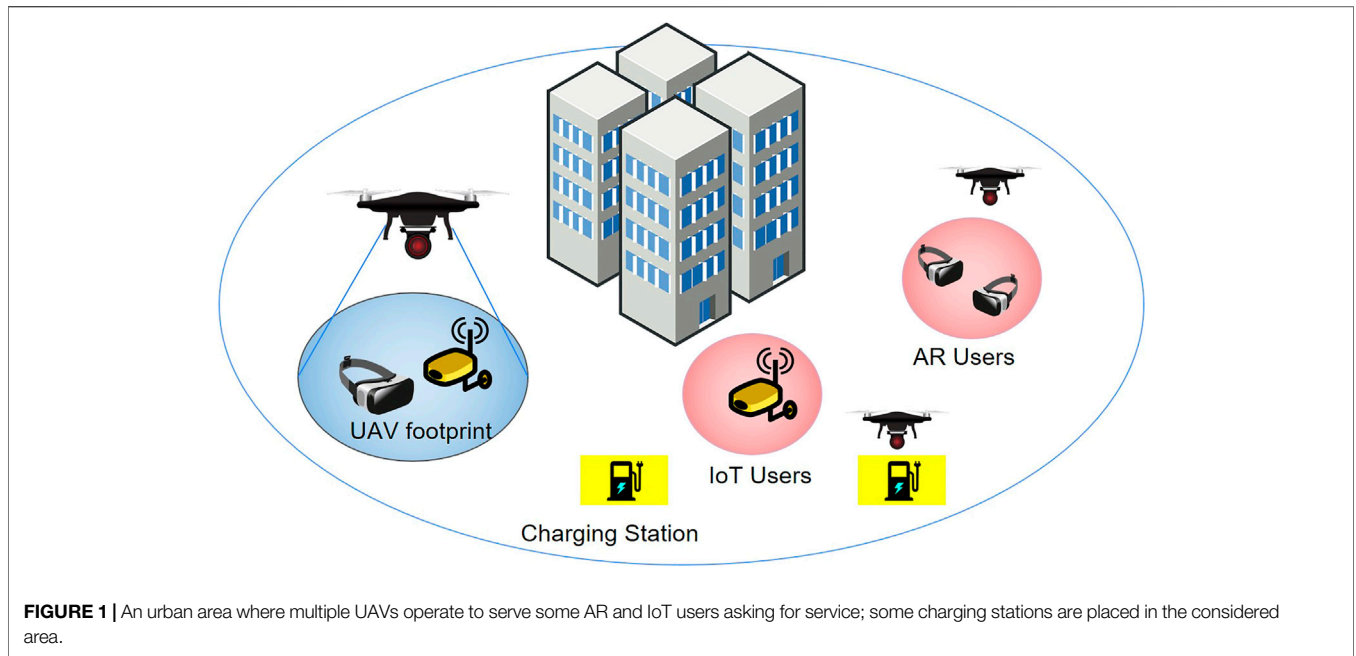 AR Users
UAV footprint
IoT Users
Charging Station
FIGURE 1 | An urban area where multiple UAVs operate to serve some AR and IoT users asking for service; some charging stations are placed in the considered
area.